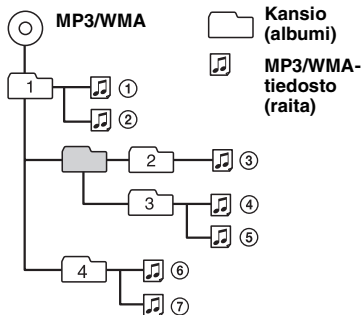 MP3/WMA
Kansio
(albumi)
MP3/WMA-
tiedosto
(raita)
1
①
②
2
③
3
④
⑤
4
⑥
⑦